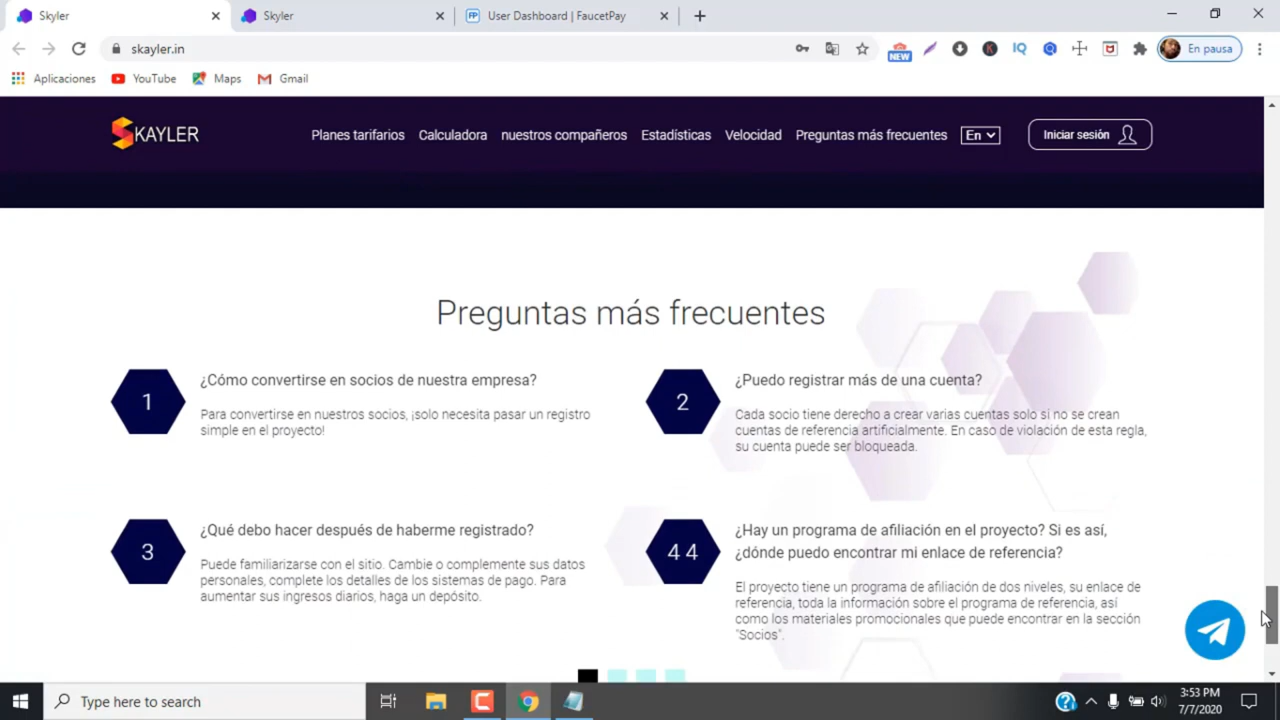 Skyler
Skyler
User Dashboard | FaucetPay
skayler.in
NEW
IQ
En pausa
Aplicaciones
YouTube
Maps
Gmail
SKAYLER
Planes tarifarios
Calculadora
nuestros compañeros
Estadísticas
Velocidad
Preguntas más frecuentes
En
Iniciar sesión
Preguntas más frecuentes
1
¿Cómo convertirse en socios de nuestra empresa?
Para convertirse en nuestros socios, ¡solo necesita pasar un registro
simple en el proyecto!
2
¿Puedo registrar más de una cuenta?
Cada socio tiene derecho a crear varias cuentas solo si no se crean
cuentas de referencia artificialmente. En caso de violación de esta regla,
su cuenta puede ser bloqueada.
3
¿Qué debo hacer después de haberme registrado?
Puede familiarizarse con el sitio. Cambie o complemente sus datos
personales, complete los detalles de los sistemas de pago. Para
aumentar sus ingresos diarios, haga un depósito.
4 4
¿Hay un programa de afiliación en el proyecto? Si es así,
¿dónde puedo encontrar mi enlace de referencia?
El proyecto tiene un programa de afiliación de dos niveles, su enlace de
referencia, toda la información sobre el programa de referencia, así
como los materiales promocionales que puede encontrar en la sección
"Socios".
Type here to search
3:53 PM
7/7/2020